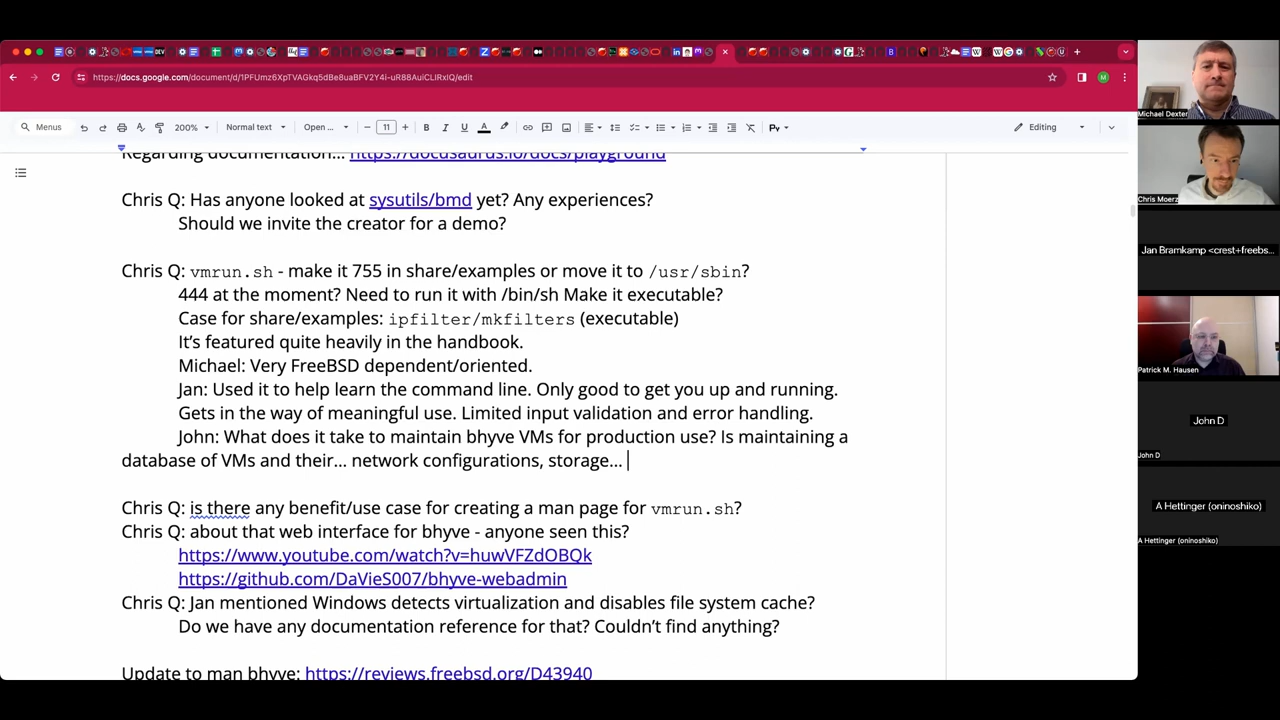 https://docs.google.com/document/d/1PFUmz6XpTVAGkq5dBe8uaBFV2Y4i-uR88AuiCLlRxIQ/edit
M
Menus
200%
Normal text
Open ...
11
Editing
Regarding documentation... https://docusaurus.io/docs/playground
Chris Q: Has anyone looked at sysutils/bmd yet? Any experiences?
Should we invite the creator for a demo?
Chris Q: vmrun.sh - make it 755 in share/examples or move it to /usr/sbin?
444 at the moment? Need to run it with /bin/sh Make it executable?
Case for share/examples: ipfilter/mkfilters (executable)
It's featured quite heavily in the handbook.
Michael: Very FreeBSD dependent/oriented.
Jan: Used it to help learn the command line. Only good to get you up and running.
Gets in the way of meaningful use. Limited input validation and error handling.
John: What does it take to maintain bhyve VMs for production use? Is maintaining a
database of VMs and their... network configurations, storage...
Chris Q: is there any benefit/use case for creating a man page for vmrun.sh?
Chris Q: about that web interface for bhyve - anyone seen this?
https://www.youtube.com/watch?v=huwVFZdOBQk
https://github.com/DaVieS007/bhyve-webadmin
Chris Q: Jan mentioned Windows detects virtualization and disables file system cache?
Do we have any documentation reference for that? Couldn't find anything?
Update to man bhyve: https://reviews.freebsd.org/D43940
Michael Dexter
Chris Moerz
Jan Bramkamp <crest+freebs...
Patrick M. Hausen
John D
John D
A Hettinger (oninoshiko)
A Hettinger (oninoshiko)